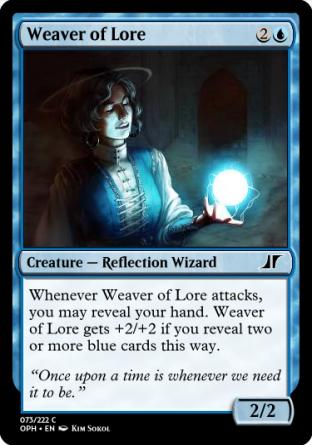 Weaver of Lore 2
Creature — Reflection Wizard
Whenever Weaver of Lore attacks,
you may reveal your hand. Weaver
of Lore gets +2/+2 if you reveal two
or more blue cards this way.
“Once upon a time is whenever we need
it to be.”
2/2
073/222 C
OPH • EN Kim Sokol